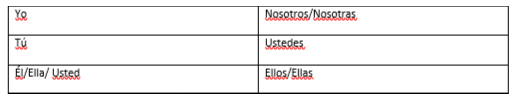 Yo Nosotros/Nosotras
Tú Ustedes
Él/Ella/ Usted Ellos/Ellas